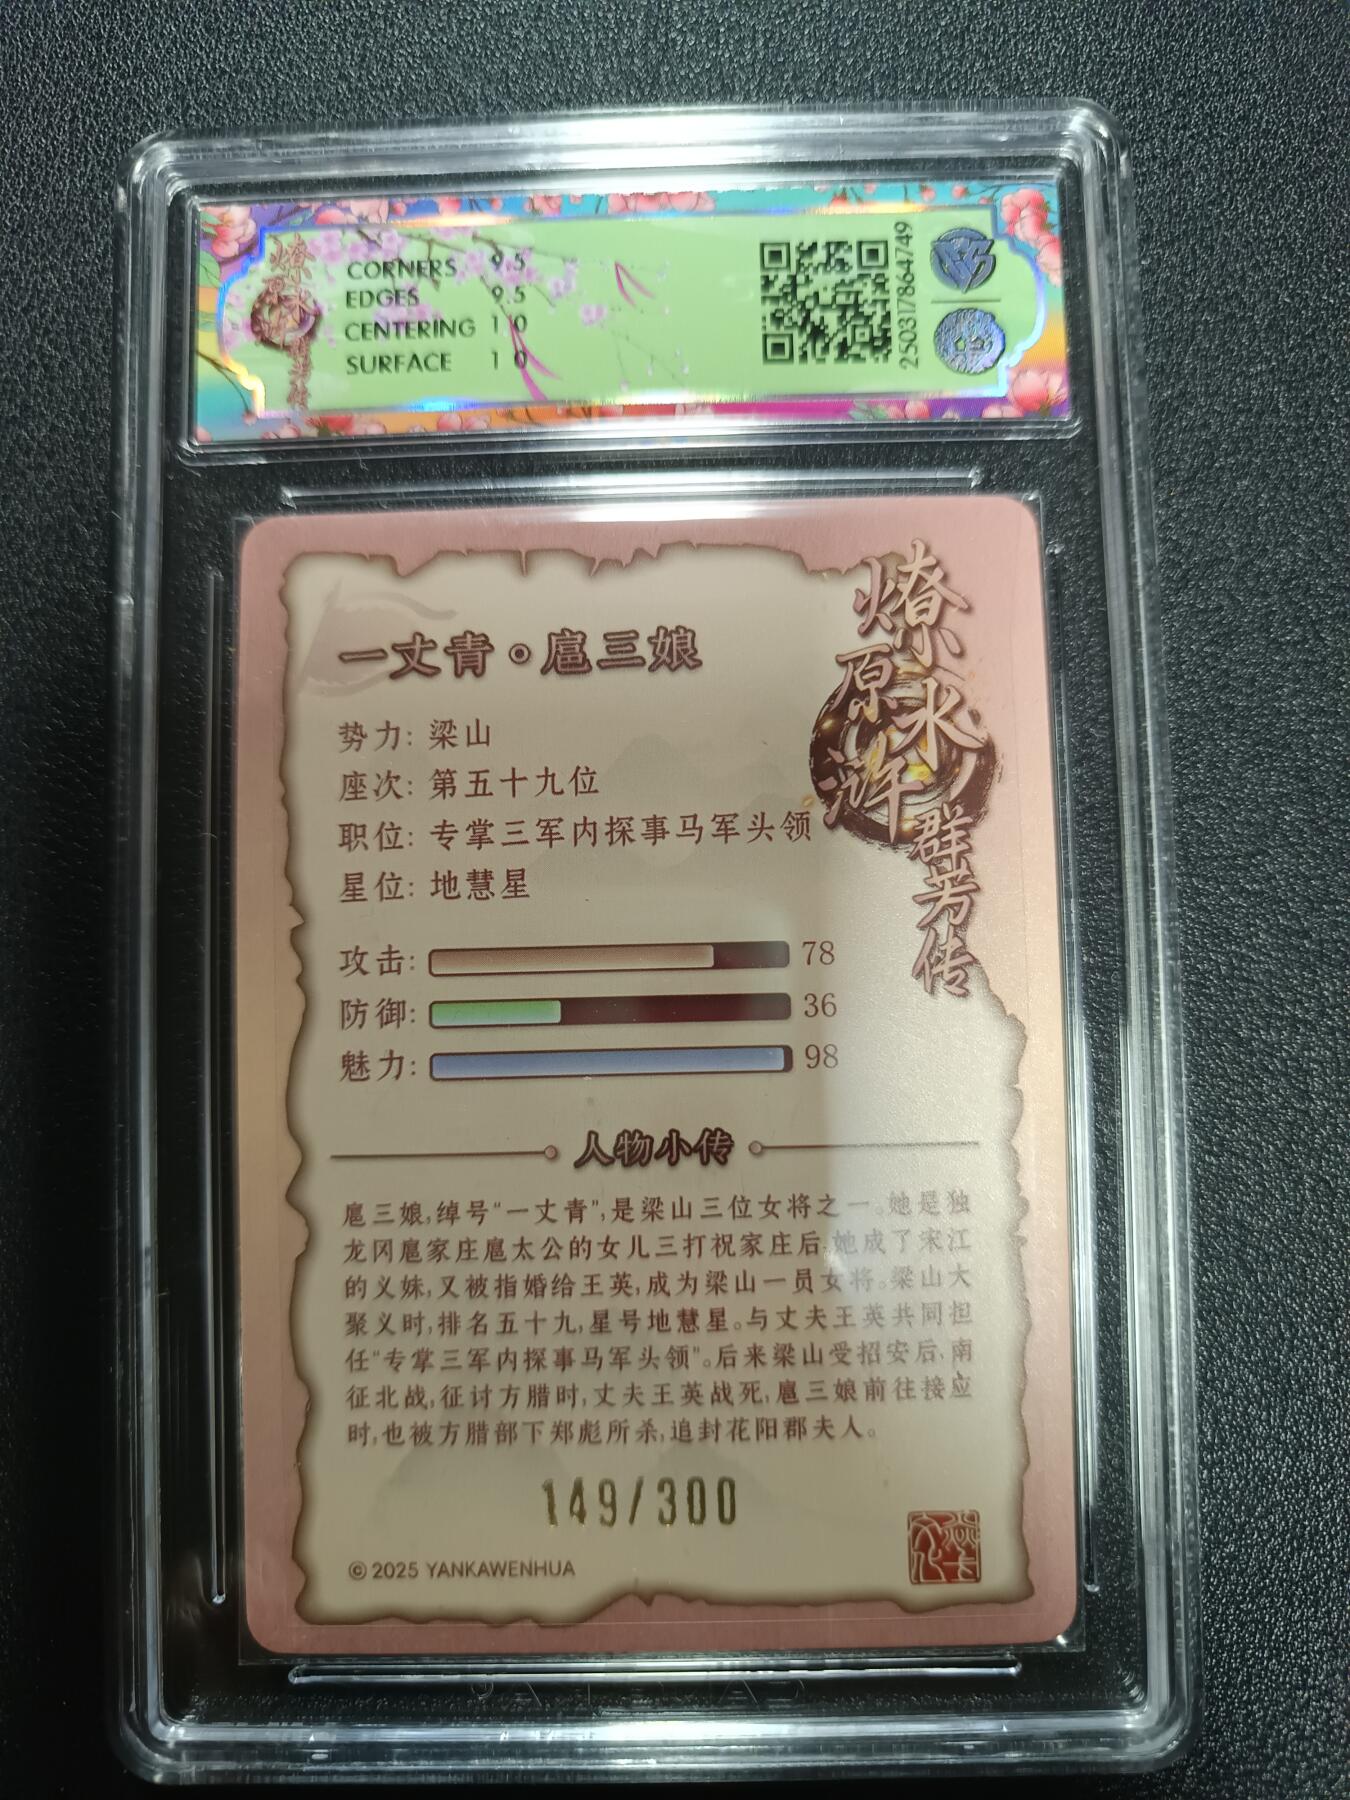 燎原水浒群芳传
CORNERS 9.5
EDGES 9.5
CENTERING 10
SURFACE 10
2503178647 49
一丈青·扈三娘
燎原水浒
群芳传
势力: 梁山
座次: 第五十九位
职位: 专掌三军内探事马军头领
星位: 地慧星
攻击: 78
防御: 36
魅力: 98
人物小传
扈三娘,绰号“一丈青”,是梁山三位女将之一。她是独
龙冈扈家庄扈太公的女儿三打祝家庄后,她成了宋江
的义妹,又被指婚给王英,成为梁山一员女将。梁山大
聚义时,排名五十九,星号地慧星。与丈夫王英共同担
任“专掌三军内探事马军头领”。后来梁山受招安后,南
征北战,征讨方腊时,丈夫王英战死,扈三娘前往接应
时,也被方腊部下郑彪所杀,追封花阳郡夫人。
149/300
© 2025 YANKAWENHUA